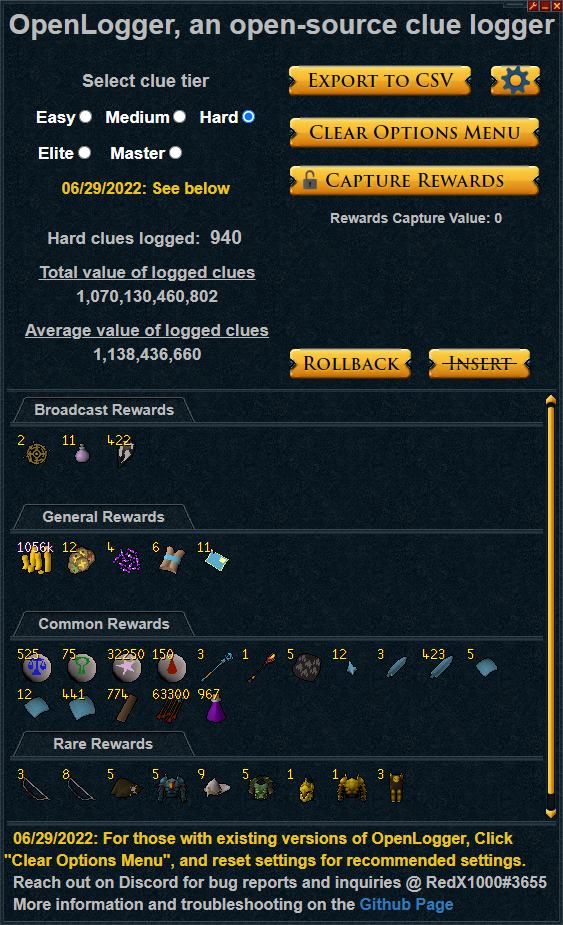 OpenLogger, an open-source clue logger
Select clue tier
Easy Medium Hard
Elite Master
06/29/2022: See below
Hard clues logged: 940
Total value of logged clues
1,070,130,460,802
Average value of logged clues
1,138,436,660
EXPORT TO CSV
CLEAR OPTIONS MENU
CAPTURE REWARDS
Rewards Capture Value: 0
ROLLBACK INSERT
Broadcast Rewards
2 11 422
General Rewards
1056k 12 4 6 11
Common Rewards
525 75 32250 150 3 1 5 12 3 423 5
12 441 774 63300 967
Rare Rewards
3 8 5 5 9 5 1 1 3
06/29/2022: For those with existing versions of OpenLogger, Click
"Clear Options Menu", and reset settings for recommended settings.
Reach out on Discord for bug reports and inquiries @ RedX1000#3655
More information and troubleshooting on the Github Page